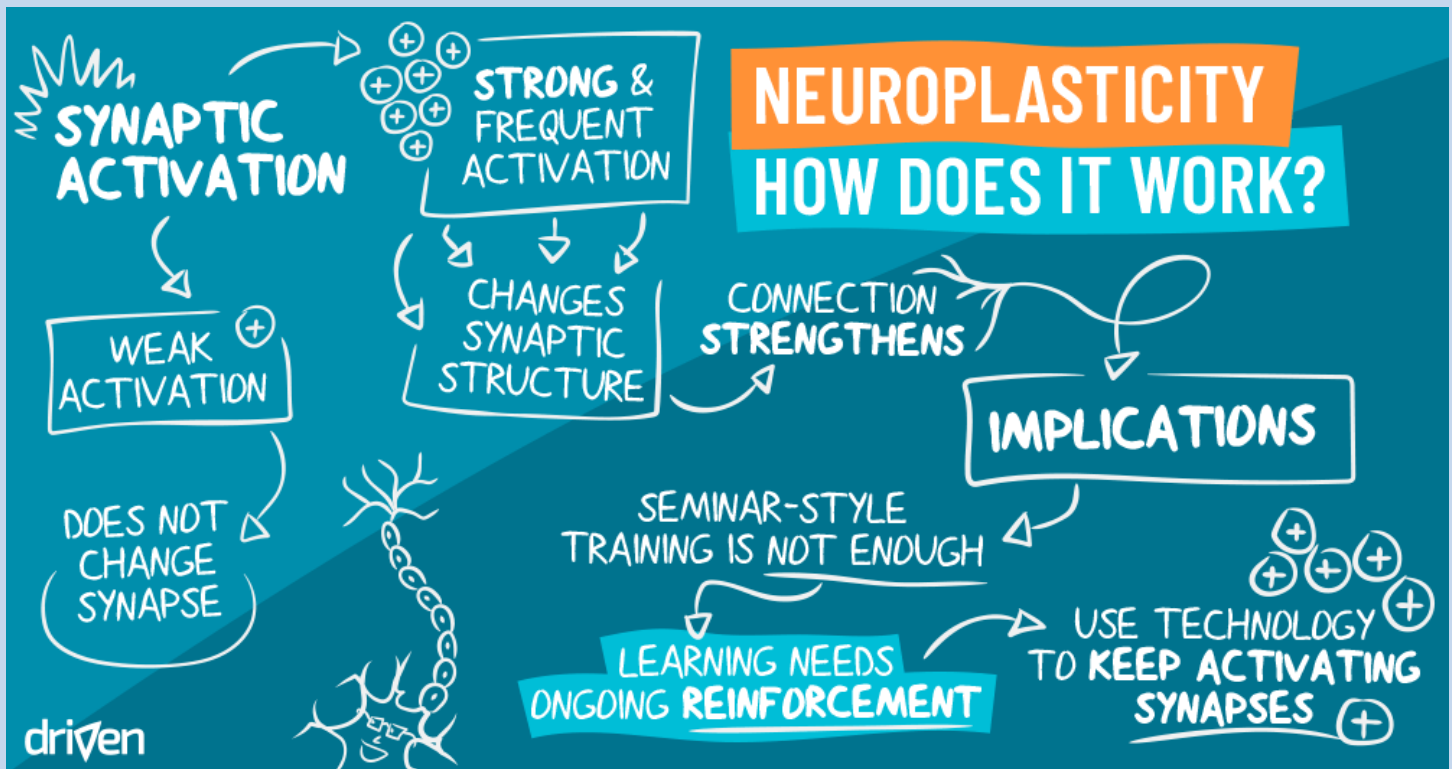 NEUROPLASTICITY
HOW DOES IT WORK?
SYNAPTIC
ACTIVATION
STRONG &
FREQUENT
ACTIVATION
WEAK
ACTIVATION
DOES NOT
CHANGE
SYNAPSE
CHANGES
SYNAPTIC
STRUCTURE
CONNECTION
STRENGTHENS
IMPLICATIONS
SEMINAR-STYLE
TRAINING IS NOT ENOUGH
LEARNING NEEDS
ONGOING REINFORCEMENT
USE TECHNOLOGY
TO KEEP ACTIVATING
SYNAPSES
driven